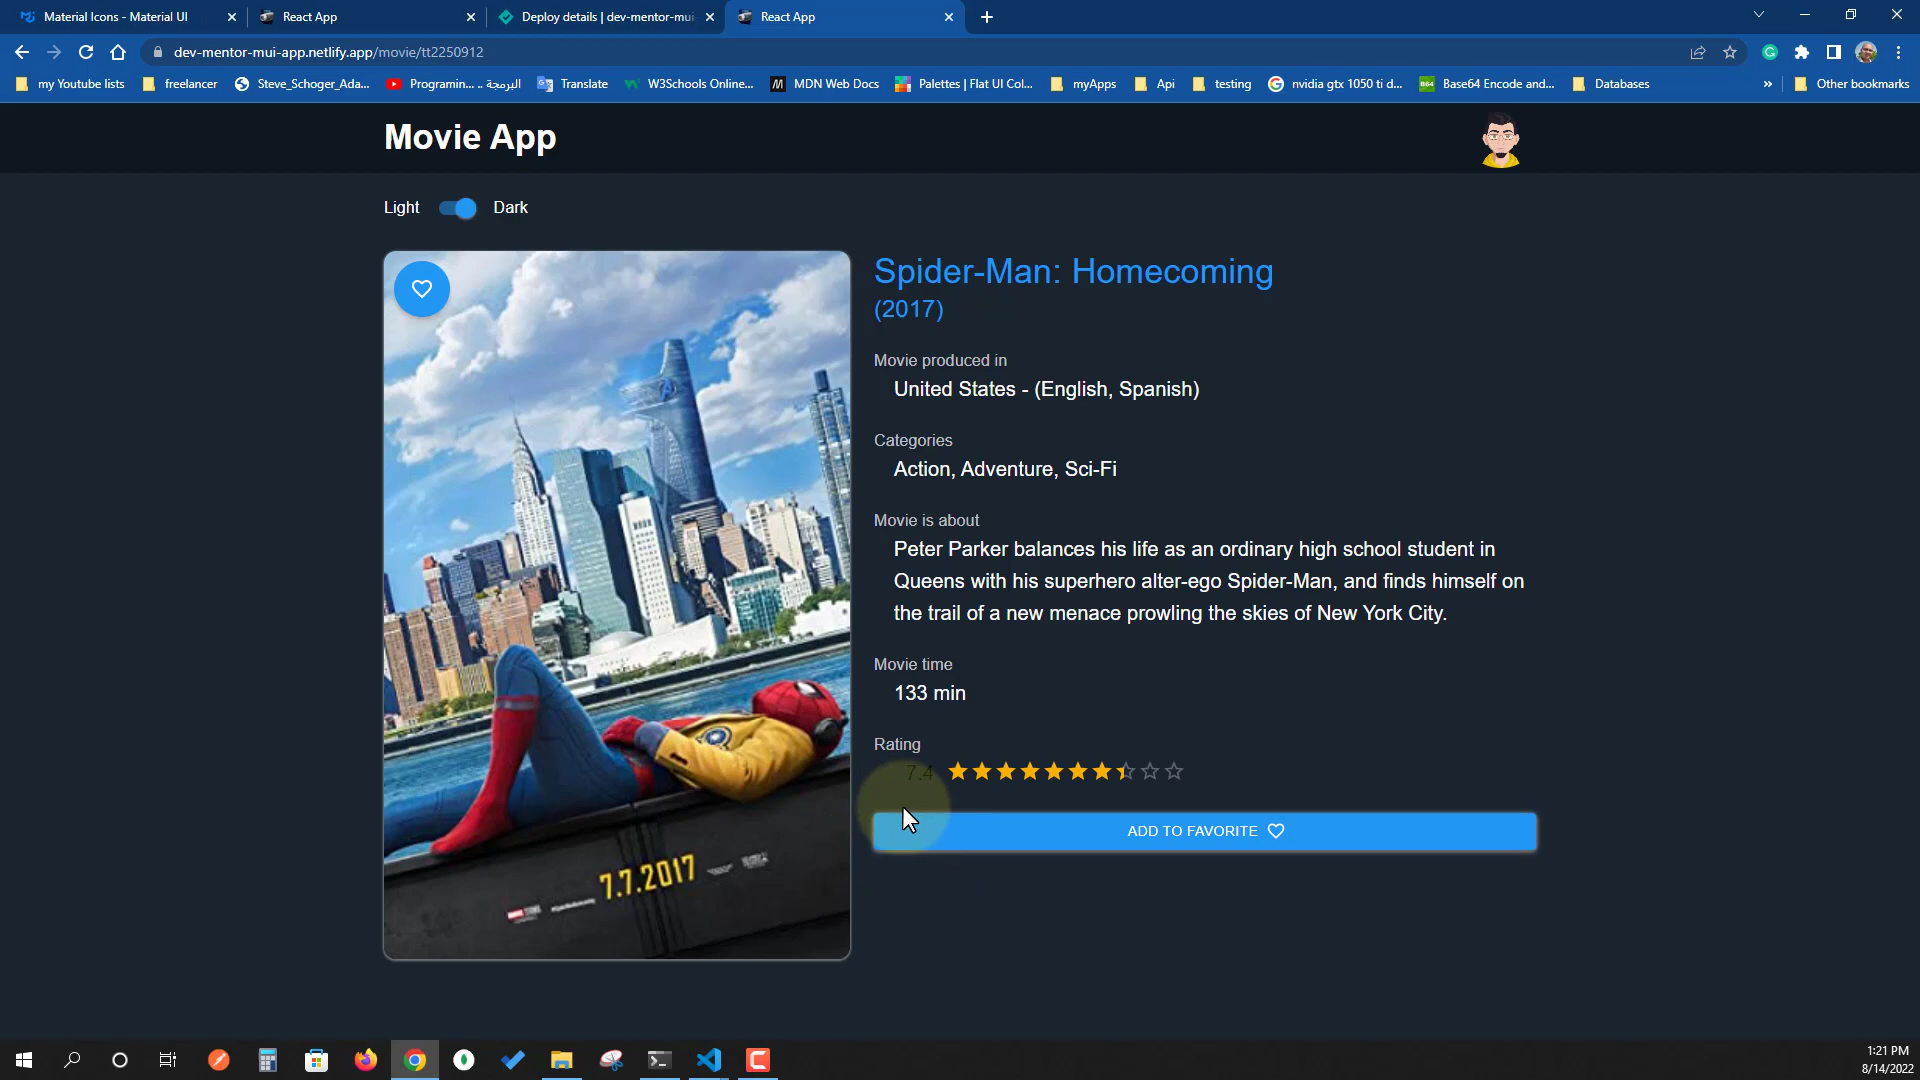 Material Icons - Material UI
React App
Deploy details | dev-mentor-mui-
React App
dev-mentor-mui-app.netlify.app/movie/tt2250912
my Youtube lists
freelancer
Steve_Schoger_Ada...
Programin... .. البرمجة
Translate
W3Schools Online...
MDN Web Docs
Palettes | Flat UI Col...
myApps
Api
testing
nvidia gtx 1050 ti d...
Base64 Encode and...
Databases
»
Other bookmarks
Movie App
Light
Dark
Spider-Man: Homecoming
(2017)
Movie produced in
United States - (English, Spanish)
Categories
Action, Adventure, Sci-Fi
Movie is about
Peter Parker balances his life as an ordinary high school student in
Queens with his superhero alter-ego Spider-Man, and finds himself on
the trail of a new menace prowling the skies of New York City.
Movie time
133 min
Rating
7.4
ADD TO FAVORITE
7.7.2017
1:21 PM
8/14/2022